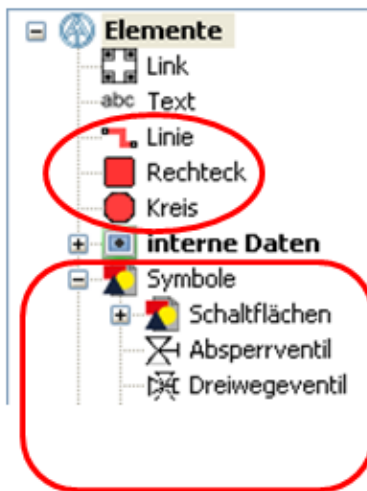 Elemente
Link
abc Text
Linie
Rechteck
Kreis
interne Daten
Symbole
Schaltflächen
Absperrventil
Dreiwegeventil